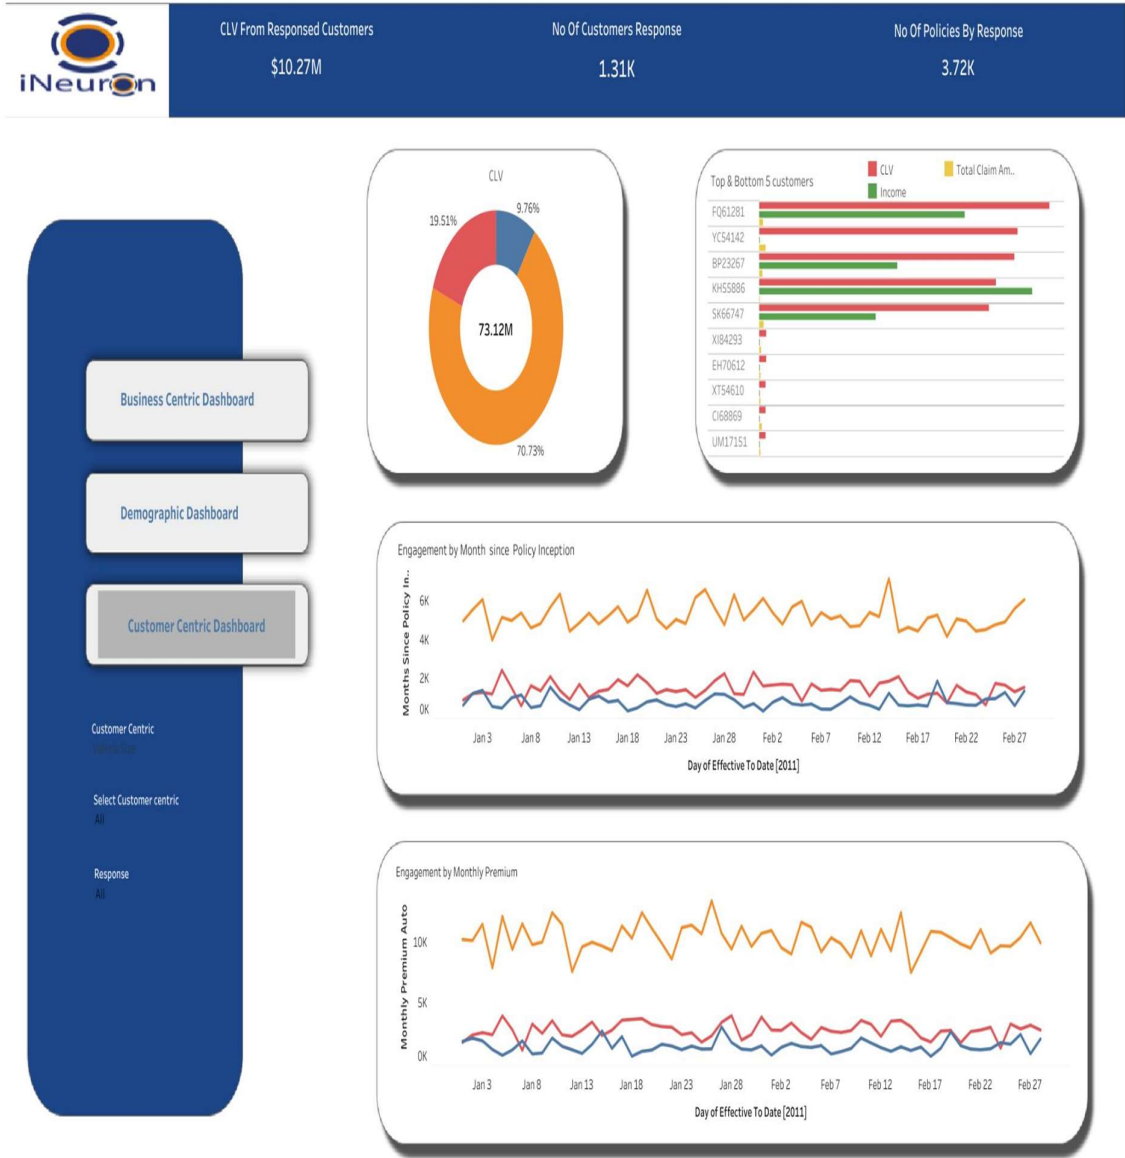 iNeuron
CLV From Responsed Customers
$10.27M
No Of Customers Response
1.31K
No Of Policies By Response
3.72K
Business Centric Dashboard
Demographic Dashboard
Customer Centric Dashboard
Customer Centric
Select Customer centric
All
Response
All
CLV
19.51%
9.76%
73.12M
70.73%
Top & Bottom 5 customers
CLV
Total Claim Am..
Income
FQ61281
YC54142
BP23267
KH55886
SK66747
XI84293
EH70612
XT54610
CI68869
UM17151
Engagement by Month since Policy Inception
Months Since Policy In..
6K
4K
2K
0K
Jan 3 Jan 8 Jan 13 Jan 18 Jan 23 Jan 28 Feb 2 Feb 7 Feb 12 Feb 17 Feb 22 Feb 27
Day of Effective To Date [2011]
Engagement by Monthly Premium
Monthly Premium Auto
10K
5K
0K
Jan 3 Jan 8 Jan 13 Jan 18 Jan 23 Jan 28 Feb 2 Feb 7 Feb 12 Feb 17 Feb 22 Feb 27
Day of Effective To Date [2011]